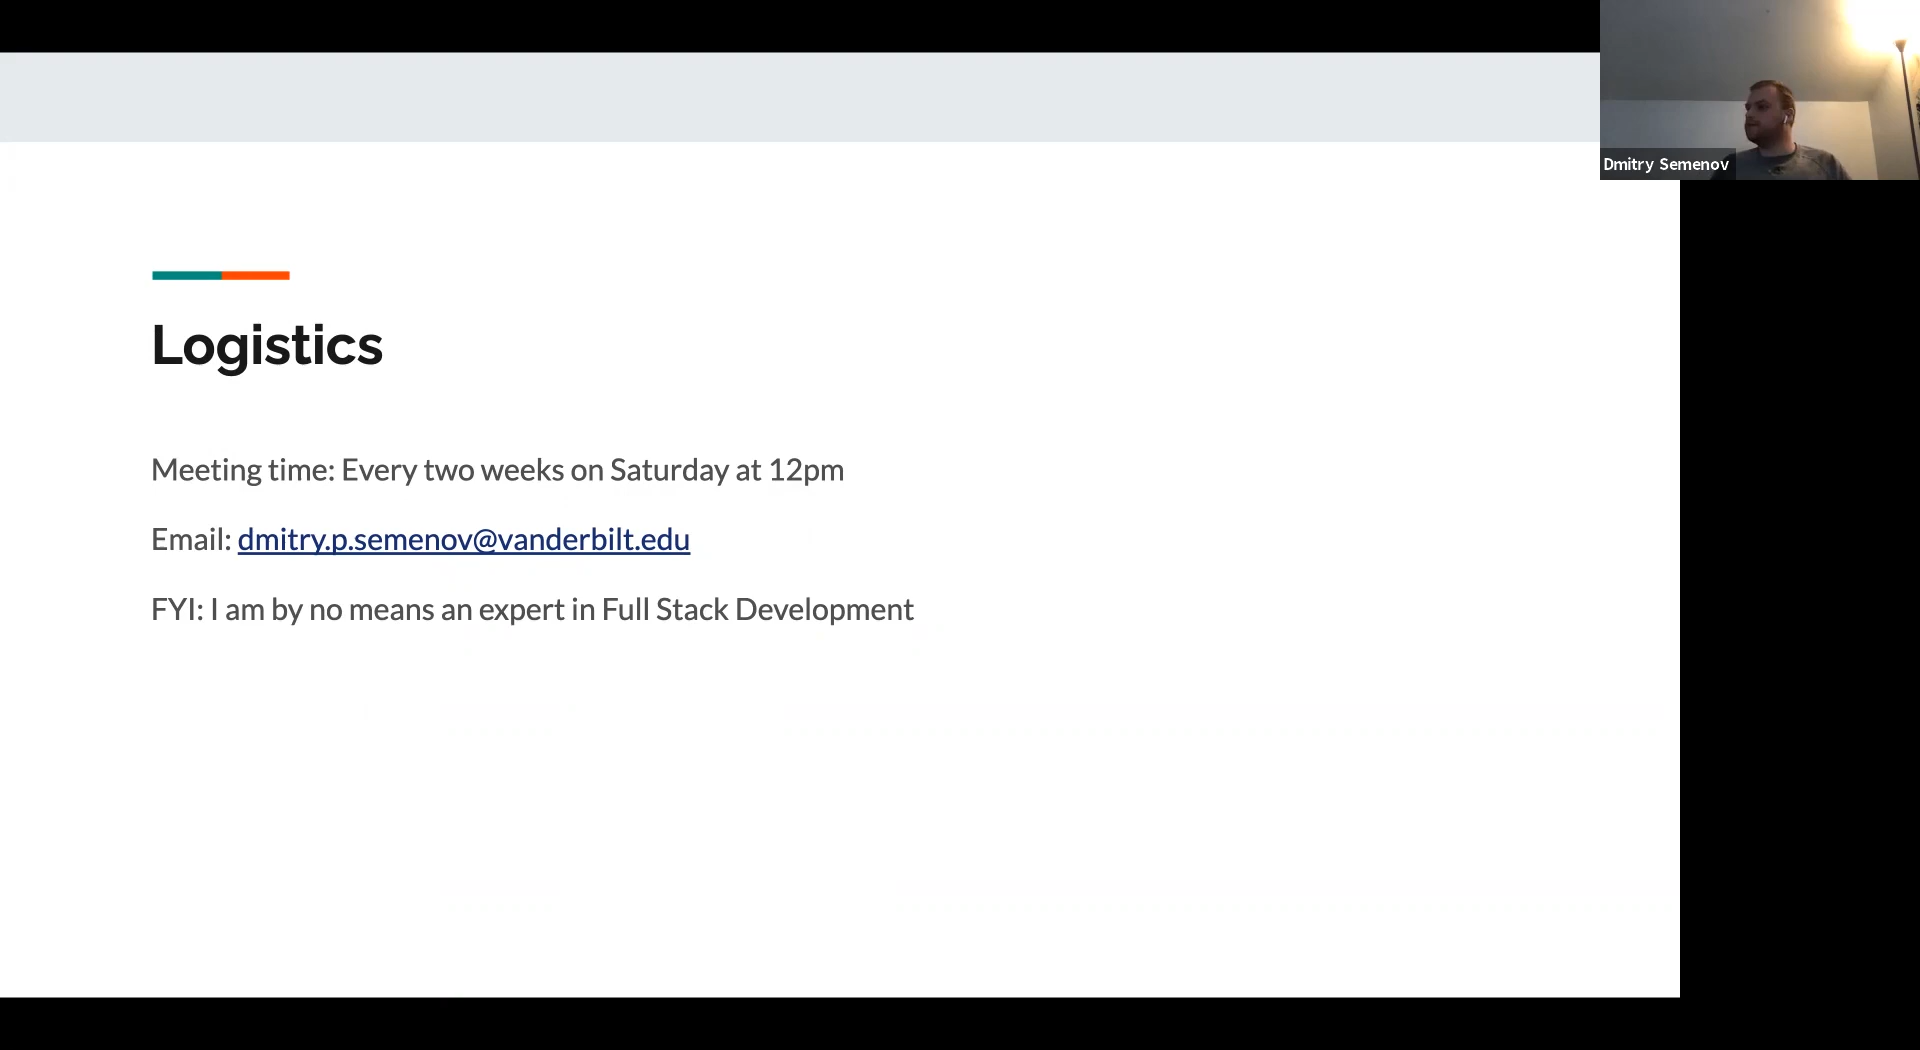 Dmitry Semenov
Logistics
Meeting time: Every two weeks on Saturday at 12pm
Email: dmitry.p.semenov@vanderbilt.edu
FYI: I am by no means an expert in Full Stack Development